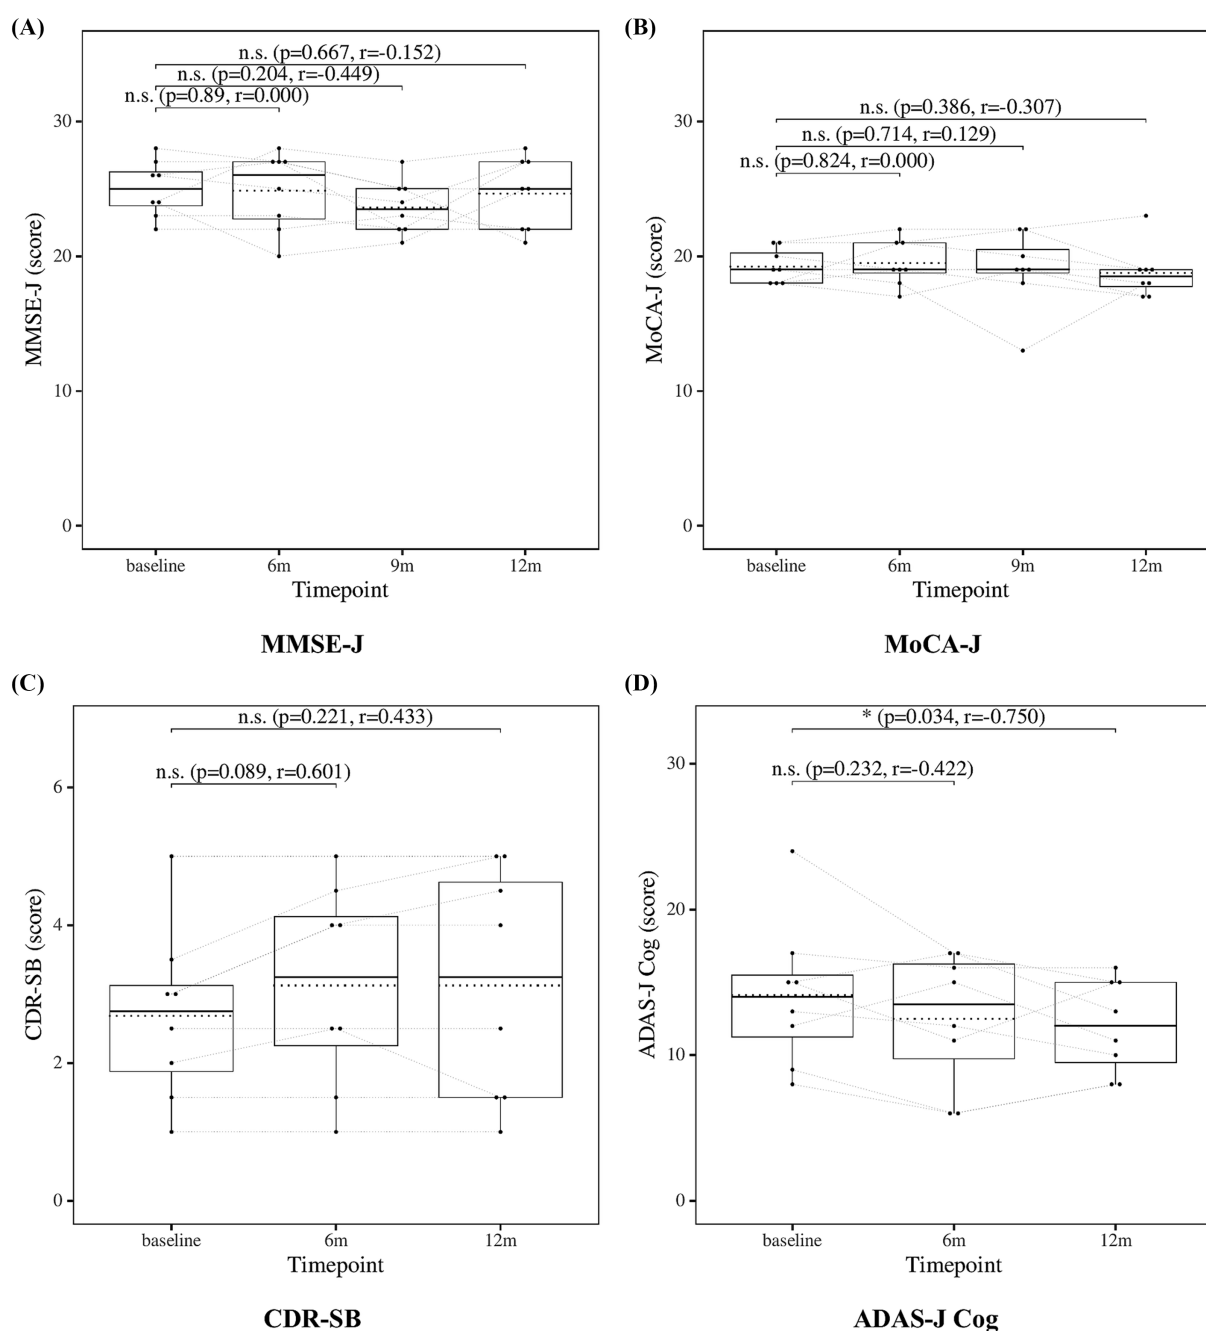 (A)
n.s. (p=0.667, r=-0.152)
n.s. (p=0.204, r=-0.449)
n.s. (p=0.89, r=0.000)
30
20
10
0
MMSE-J (score)
baseline 6m 9m 12m
Timepoint
MMSE-J
(B)
n.s. (p=0.386, r=-0.307)
n.s. (p=0.714, r=0.129)
n.s. (p=0.824, r=0.000)
30
20
10
0
MoCA-J (score)
baseline 6m 9m 12m
Timepoint
MoCA-J
(C)
n.s. (p=0.221, r=0.433)
n.s. (p=0.089, r=0.601)
6
4
2
0
CDR-SB (score)
baseline 6m 12m
Timepoint
CDR-SB
(D)
* (p=0.034, r=-0.750)
n.s. (p=0.232, r=-0.422)
30
20
10
0
ADAS-J Cog (score)
baseline 6m 12m
Timepoint
ADAS-J Cog